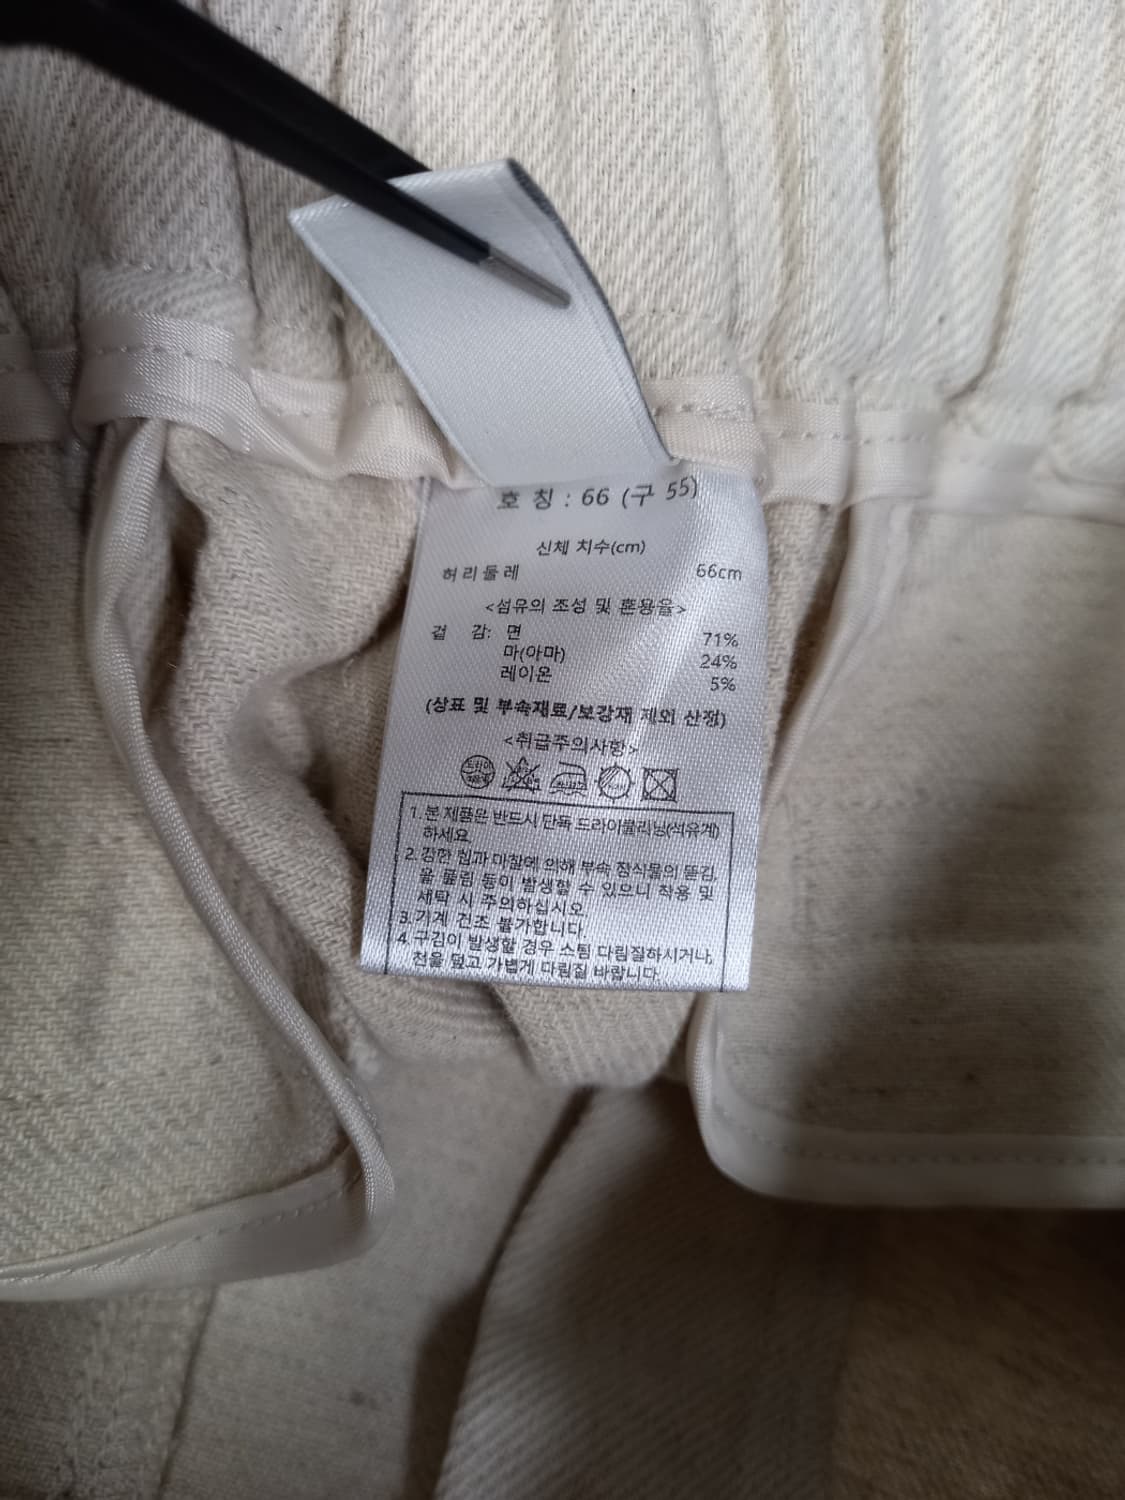 호 칭 : 66 (구 55)
신체 치수(cm)
허리둘레 66cm
<섬유의 조성 및 혼용율>
겉 감: 면 71%
마(아마) 24%
레이온 5%
(상표 및 부속재료/보강재 제외 산정)
<취급주의사항>
드라이
1. 본 제품은 반드시 단독 드라이클리닝(석유계)
하세요.
2. 강한 힘과 마찰에 의해 부속 장식물의 뜯김,
올 풀림 등이 발생할 수 있으니 착용 및
세탁 시 주의하십시오.
3. 기계 건조 불가합니다.
4. 구김이 발생할 경우 스팀 다림질하시거나,
천을 덮고 가볍게 다림질 바랍니다.